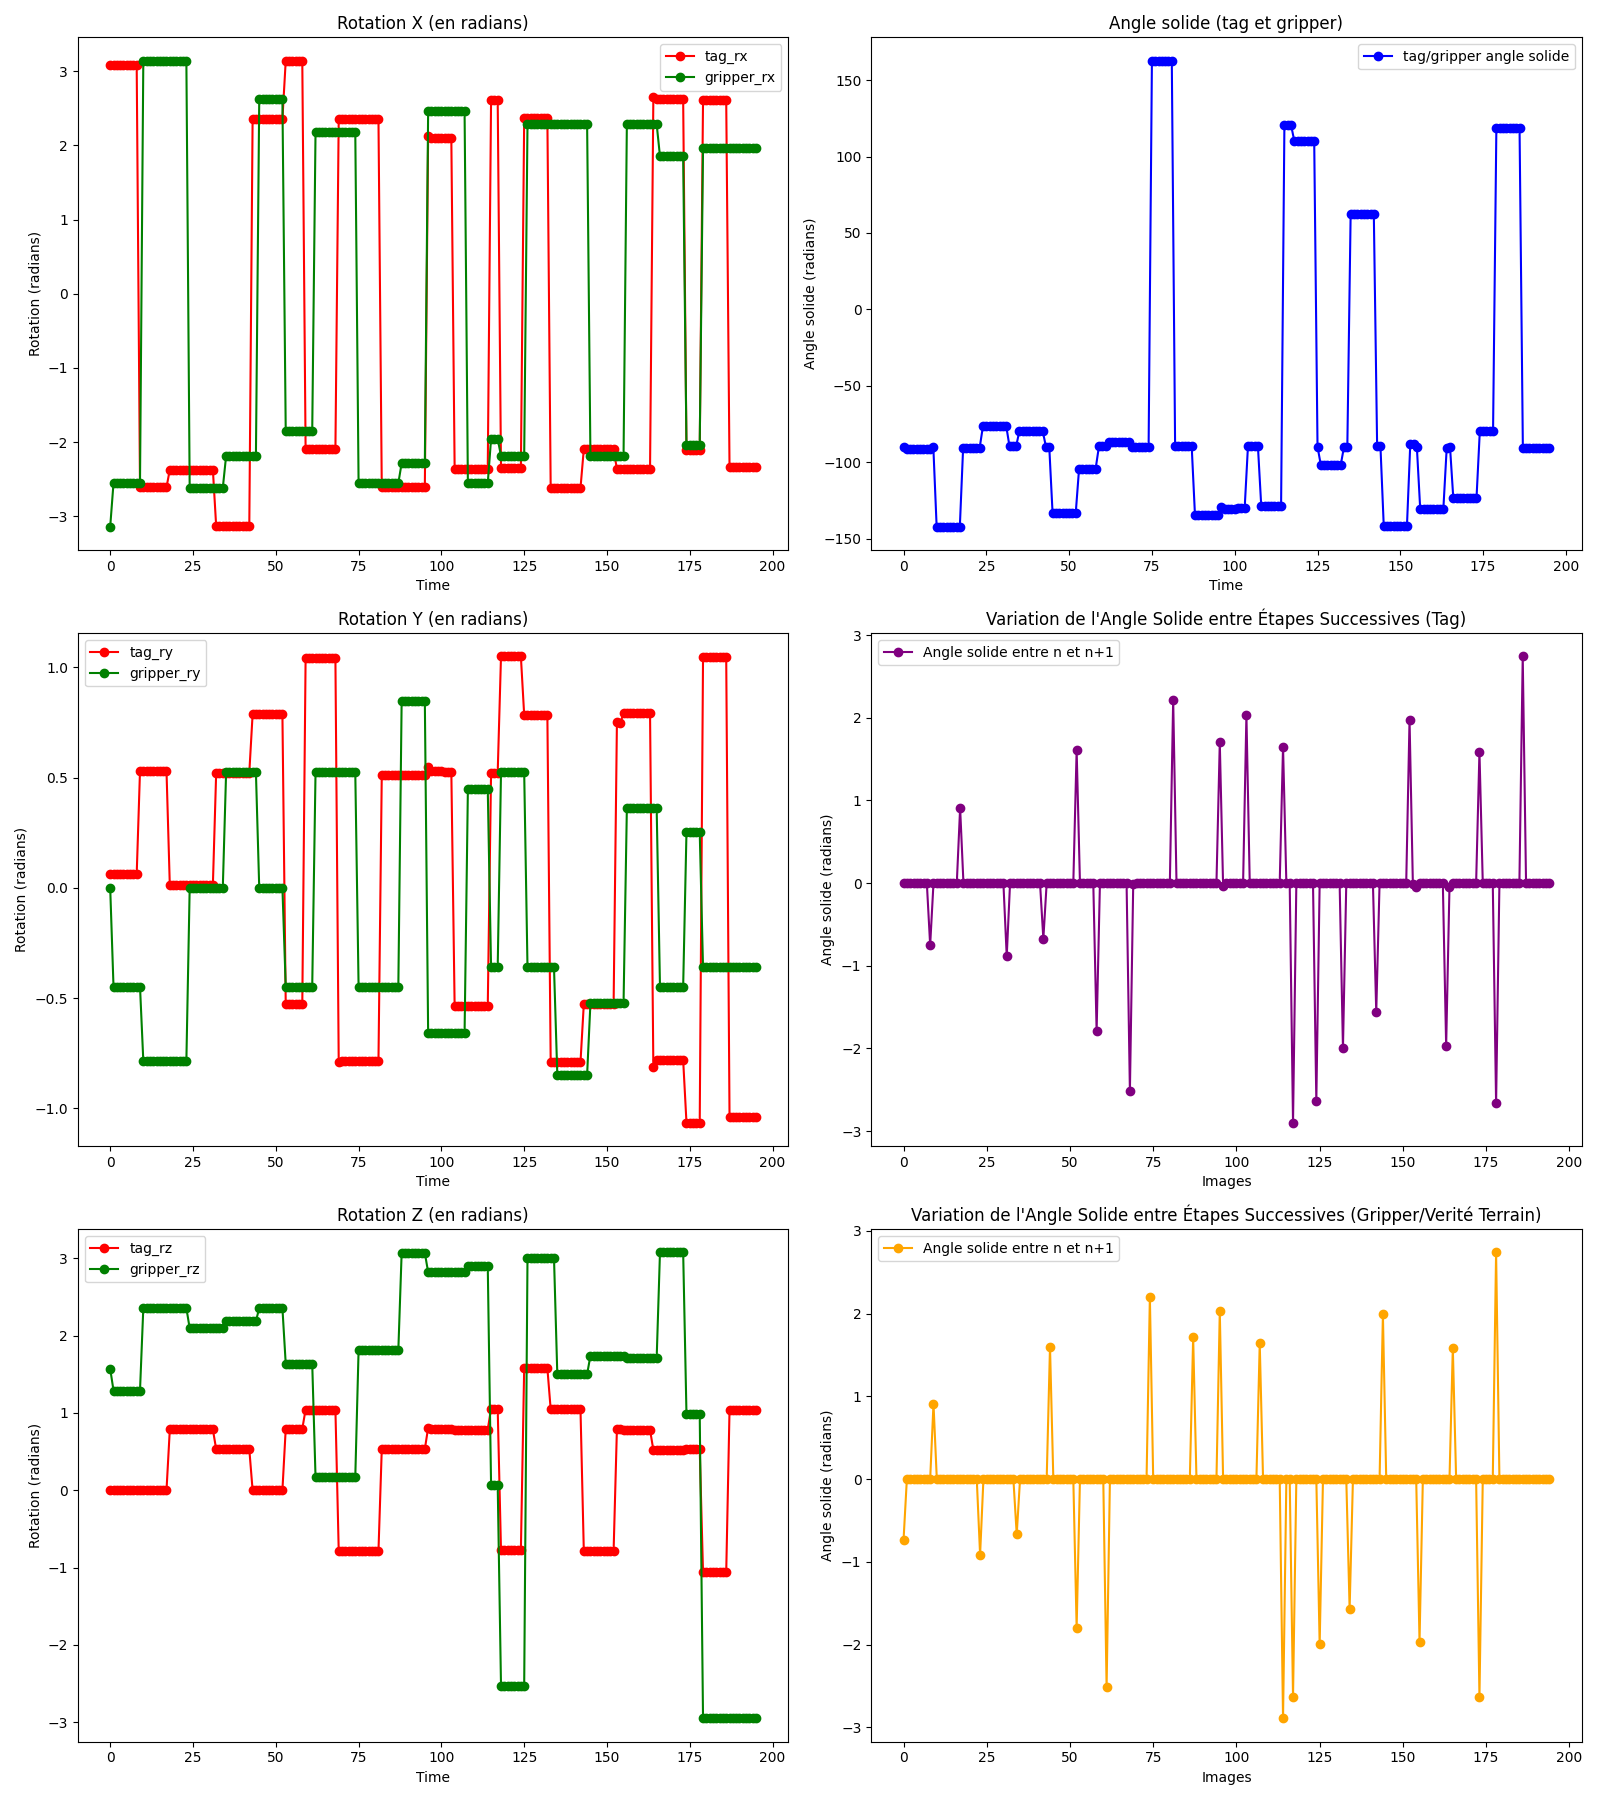 Rotation X (en radians)
Rotation (radians)
3
2
1
0
−1
−2
−3
tag_rx
gripper_rx
0 25 50 75 100 125 150 175 200
Time
Angle solide (tag et gripper)
Angle solide (radians)
150
100
50
0
−50
−100
−150
tag/gripper angle solide
0 25 50 75 100 125 150 175 200
Time
Rotation Y (en radians)
Rotation (radians)
1.0
0.5
0.0
−0.5
−1.0
tag_ry
gripper_ry
0 25 50 75 100 125 150 175 200
Time
Variation de l'Angle Solide entre Étapes Successives (Tag)
Angle solide (radians)
3
2
1
0
−1
−2
−3
Angle solide entre n et n+1
0 25 50 75 100 125 150 175 200
Images
Rotation Z (en radians)
Rotation (radians)
3
2
1
0
−1
−2
−3
tag_rz
gripper_rz
0 25 50 75 100 125 150 175 200
Time
Variation de l'Angle Solide entre Étapes Successives (Gripper/Verité Terrain)
Angle solide (radians)
3
2
1
0
−1
−2
−3
Angle solide entre n et n+1
0 25 50 75 100 125 150 175 200
Images